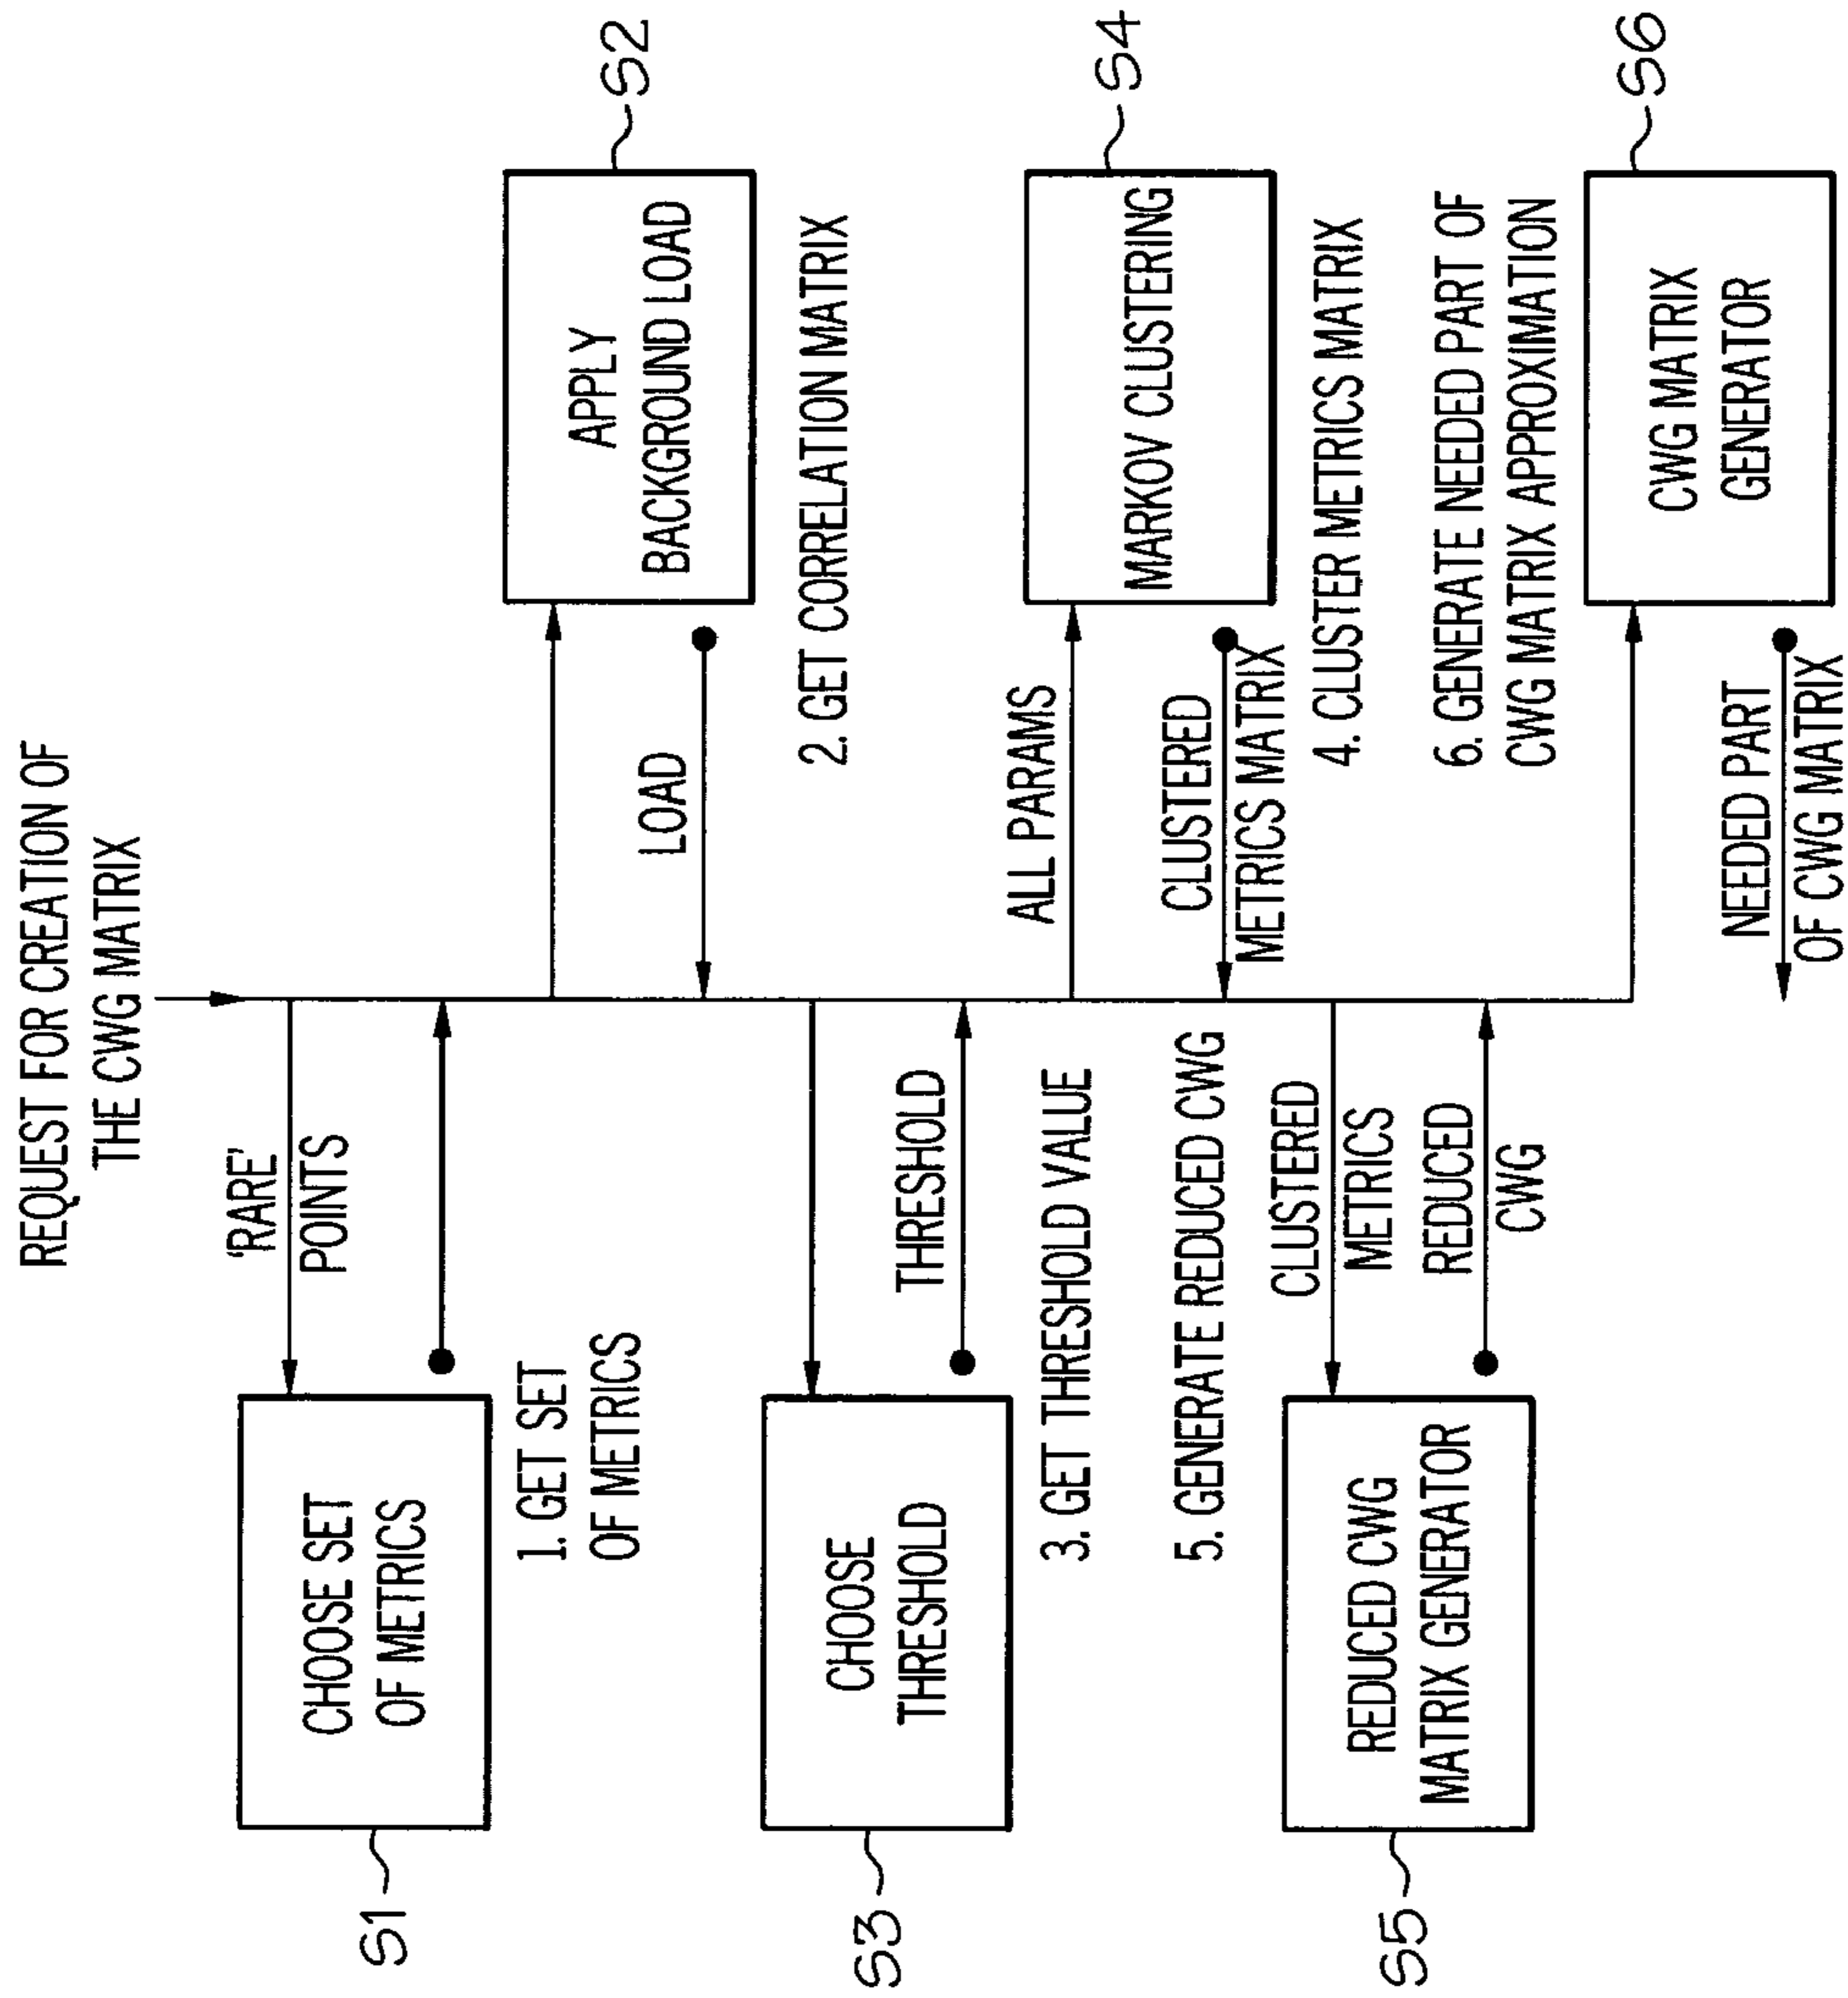 REQUEST FOR CREATION OF
THE CWG MATRIX
'RARE'
POINTS
CHOOSE SET
OF METRICS
S1
1. GET SET
OF METRICS
APPLY
BACKGROUND LOAD
S2
LOAD
2. GET CORRELATION MATRIX
CHOOSE
THRESHOLD
S3
THRESHOLD
3. GET THRESHOLD VALUE
ALL PARAMS
MARKOV CLUSTERING
S4
CLUSTERED
METRICS MATRIX
4. CLUSTER METRICS MATRIX
5. GENERATE REDUCED CWG
CLUSTERED
METRICS
REDUCED CWG
MATRIX GENERATOR
S5
REDUCED
CWG
6. GENERATE NEEDED PART OF
CWG MATRIX APPROXIMATION
CWG MATRIX
GENERATOR
S6
NEEDED PART
OF CWG MATRIX